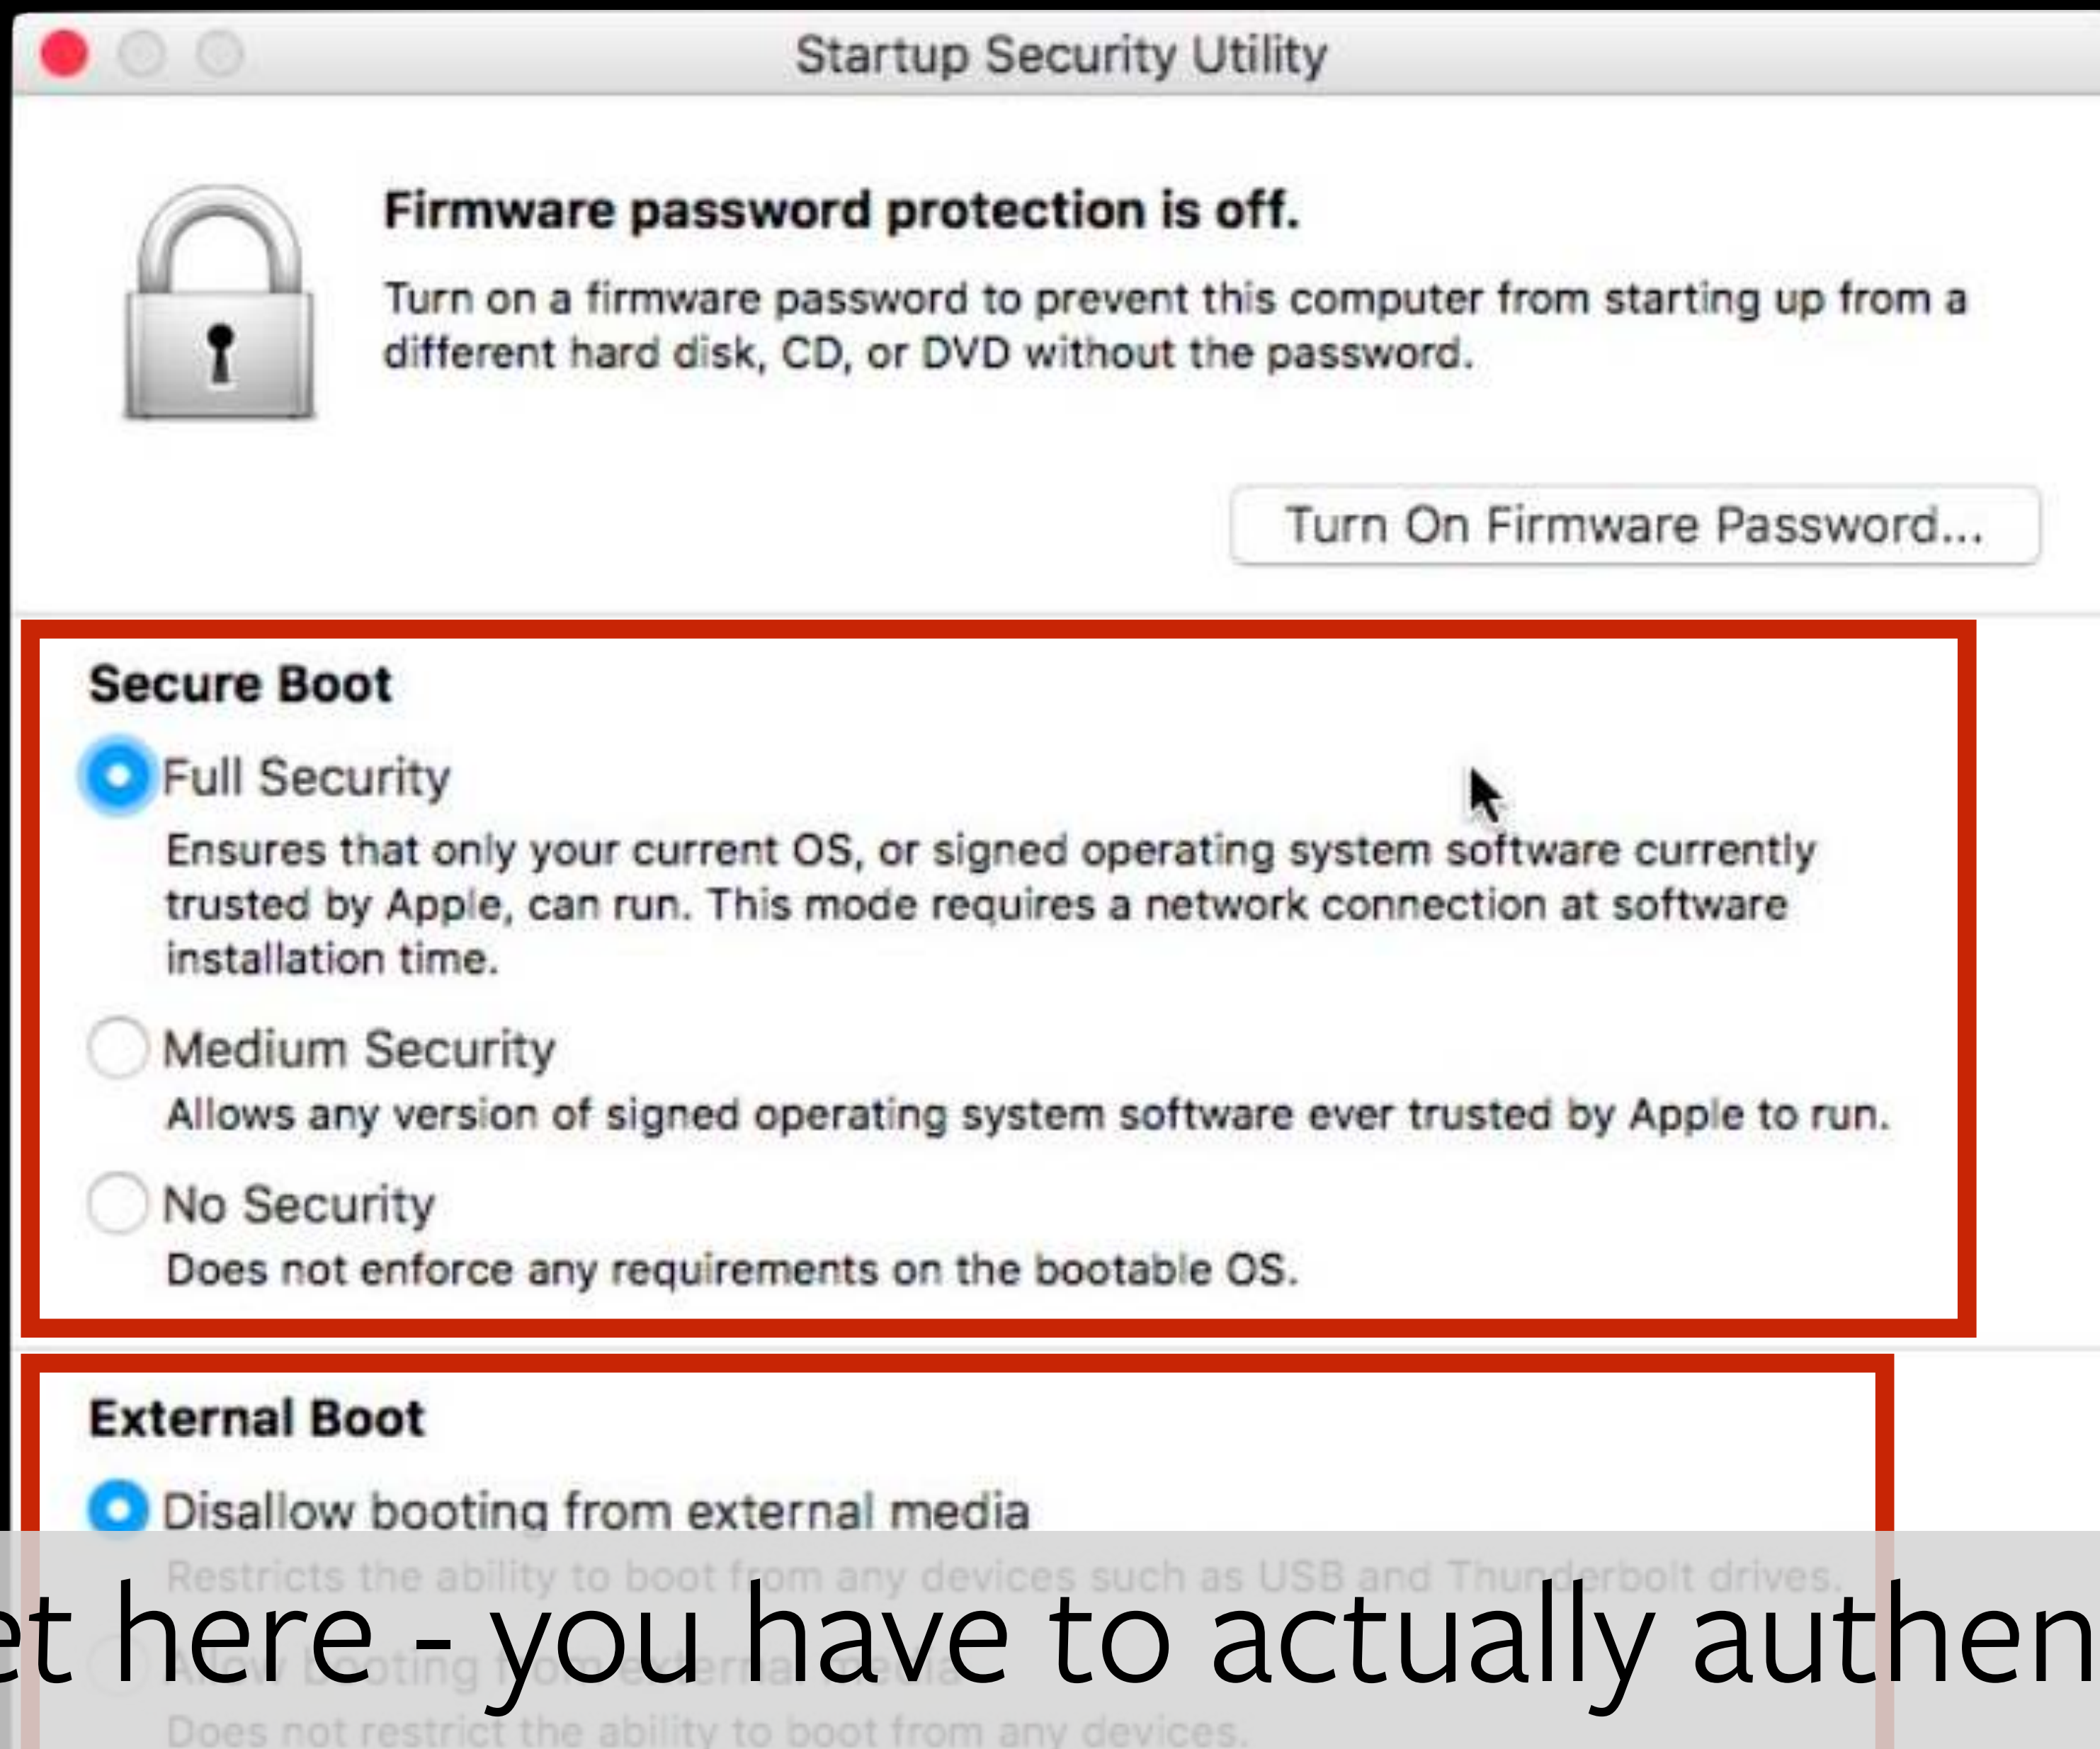 Startup Security Utility
Firmware password protection is off.
Turn on a firmware password to prevent this computer from starting up from a
different hard disk, CD, or DVD without the password.
Turn On Firmware Password...
Secure Boot
Full Security
Ensures that only your current OS, or signed operating system software currently
trusted by Apple, can run. This mode requires a network connection at software
installation time.
Medium Security
Allows any version of signed operating system software ever trusted by Apple to run.
No Security
Does not enforce any requirements on the bootable OS.
External Boot
Disallow booting from external media
Restricts the ability to boot from any devices such as USB and Thunderbolt drives.
et here - you have to actually authen
Allow booting from external media
Does not restrict the ability to boot from any devices.